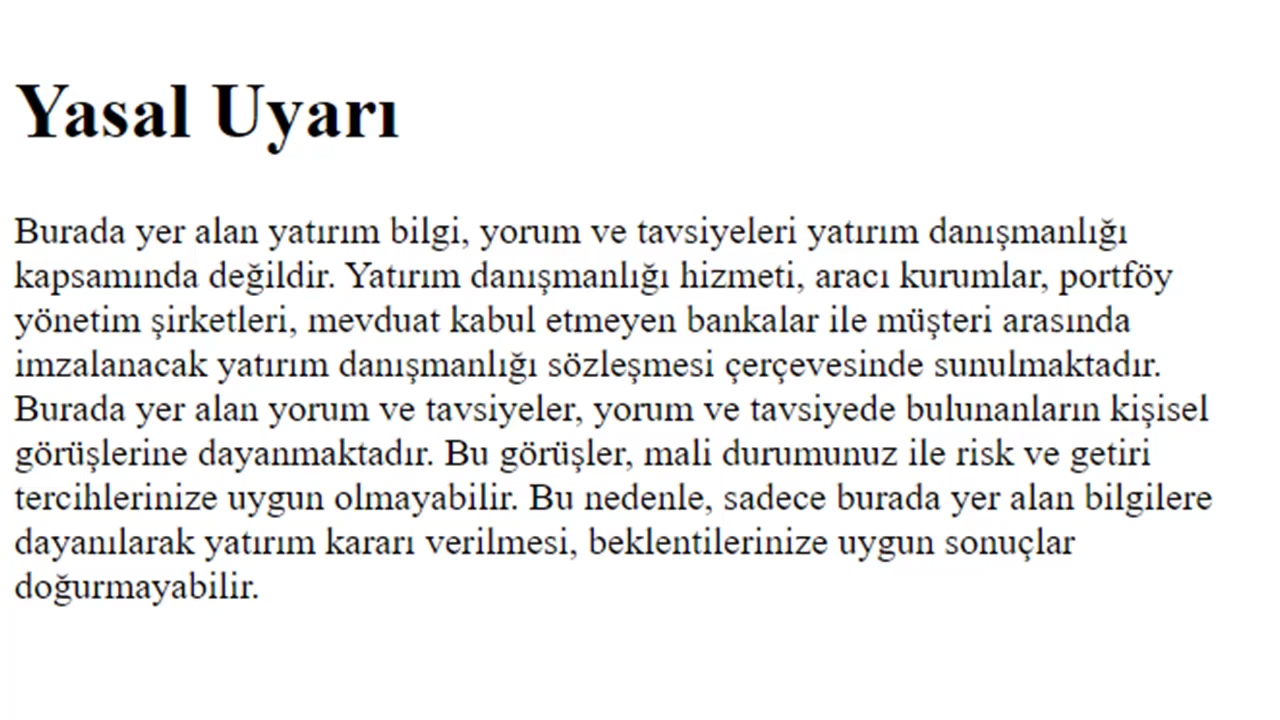 Yasal Uyarı
Burada yer alan yatırım bilgi, yorum ve tavsiyeleri yatırım danışmanlığı
kapsamında değildir. Yatırım danışmanlığı hizmeti, aracı kurumlar, portföy
yönetim şirketleri, mevduat kabul etmeyen bankalar ile müşteri arasında
imzalanacak yatırım danışmanlığı sözleşmesi çerçevesinde sunulmaktadır.
Burada yer alan yorum ve tavsiyeler, yorum ve tavsiyede bulunanların kişisel
görüşlerine dayanmaktadır. Bu görüşler, mali durumunuz ile risk ve getiri
tercihlerinize uygun olmayabilir. Bu nedenle, sadece burada yer alan bilgilere
dayanılarak yatırım kararı verilmesi, beklentilerinize uygun sonuçlar
doğurmayabilir.